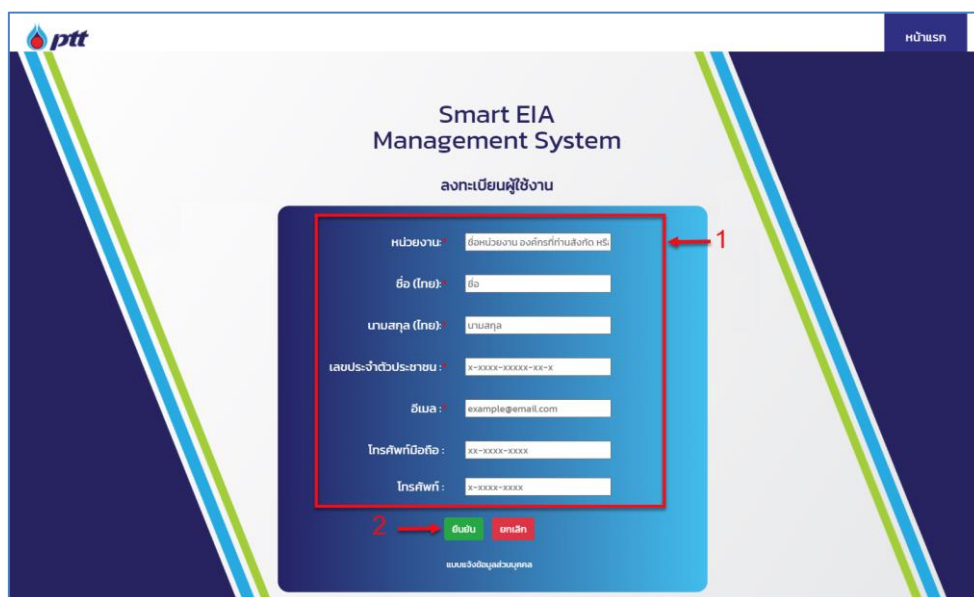 ptt
หน้าแรก
Smart EIA
Management System
ลงทะเบียนผู้ใช้งาน
หน่วยงาน:* ชื่อหน่วยงาน องค์กรที่ท่านสังกัด หรื 1
ชื่อ (ไทย):* ชื่อ
นามสกุล (ไทย):* นามสกุล
เลขประจำตัวประชาชน :* x-xxxx-xxxxx-xx-x
อีเมล :* example@email.com
โทรศัพท์มือถือ : xx-xxxx-xxxx
โทรศัพท์ : x-xxxx-xxxx
2 ยืนยัน ยกเลิก
แบบแจ้งข้อมูลส่วนบุคคล